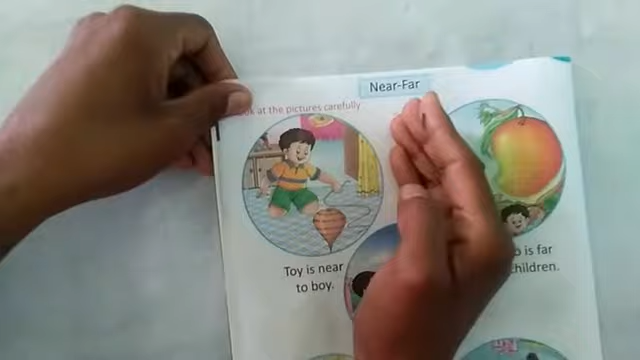 Near-Far
at the pictures carefully
Toy is near
to boy.
is far
children.